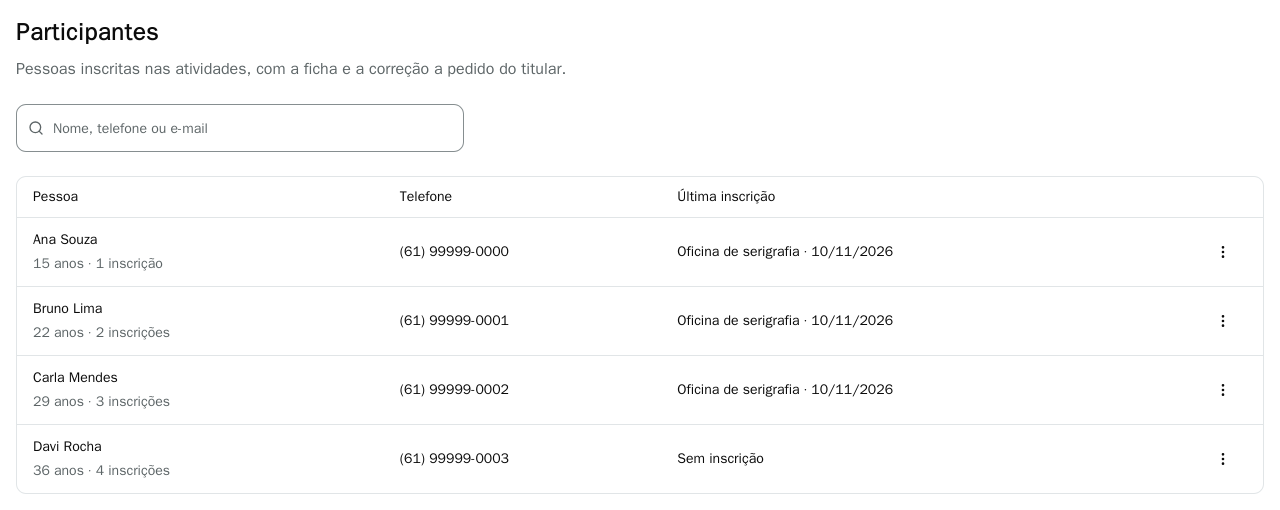 Participantes
Pessoas inscritas nas atividades, com a ficha e a correção a pedido do titular.
Nome, telefone ou e-mail
Pessoa Telefone Última inscrição
Ana Souza
15 anos · 1 inscrição
(61) 99999-0000 Oficina de serigrafia · 10/11/2026
Bruno Lima
22 anos · 2 inscrições
(61) 99999-0001 Oficina de serigrafia · 10/11/2026
Carla Mendes
29 anos · 3 inscrições
(61) 99999-0002 Oficina de serigrafia · 10/11/2026
Davi Rocha
36 anos · 4 inscrições
(61) 99999-0003 Sem inscrição